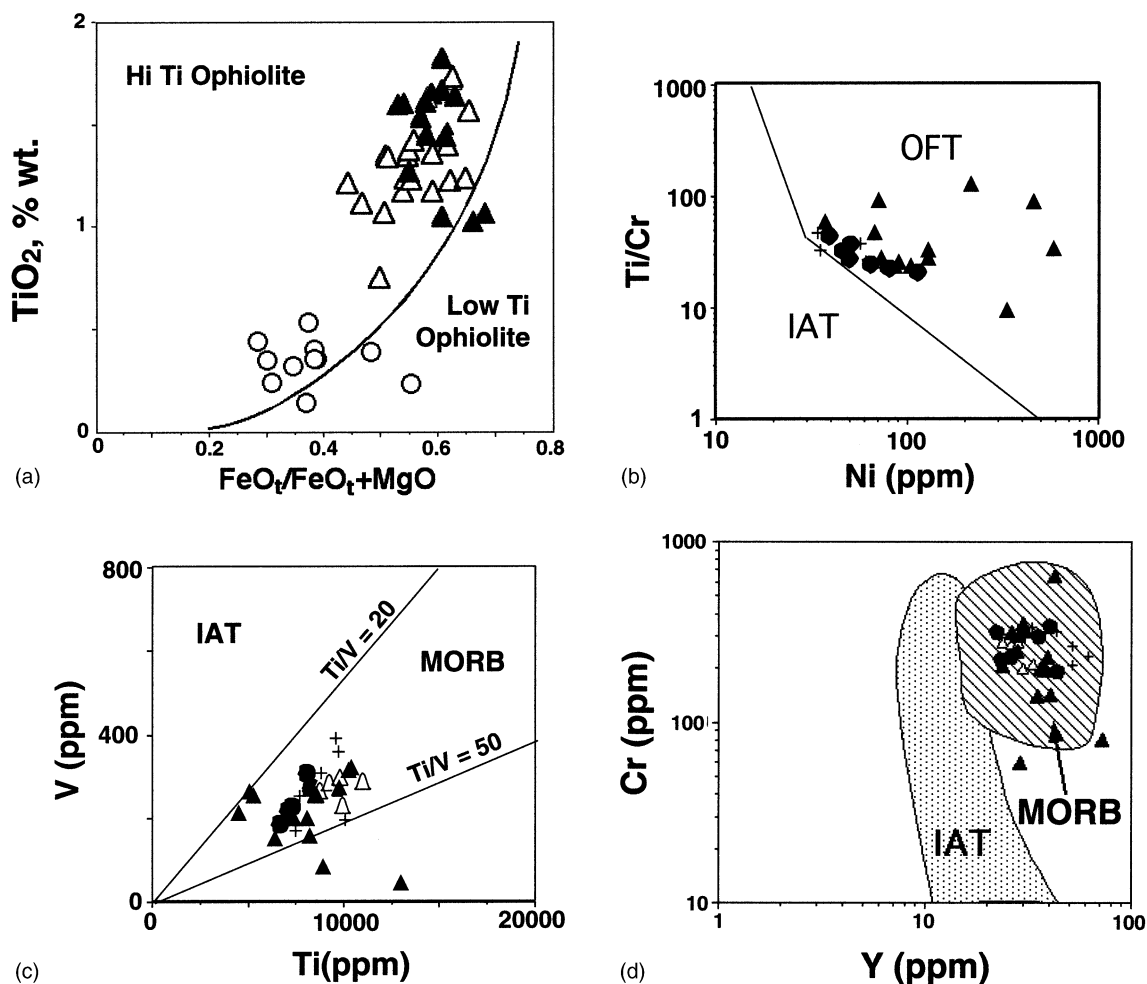 2
Hi Ti Ophiolite
TiO2, % wt.
1
Low Ti
Ophiolite
0
0
0.2
0.4
0.6
0.8
(a)
FeOt/FeOt+MgO
1000
OFT
100
Ti/Cr
10
IAT
1
10
100
1000
(b)
Ni (ppm)
800
IAT
Ti/V = 20
MORB
V (ppm)
400
Ti/V = 50
0
0
10000
20000
(c)
Ti(ppm)
1000
Cr (ppm)
100
MORB
IAT
10
1
10
100
(d)
Y (ppm)